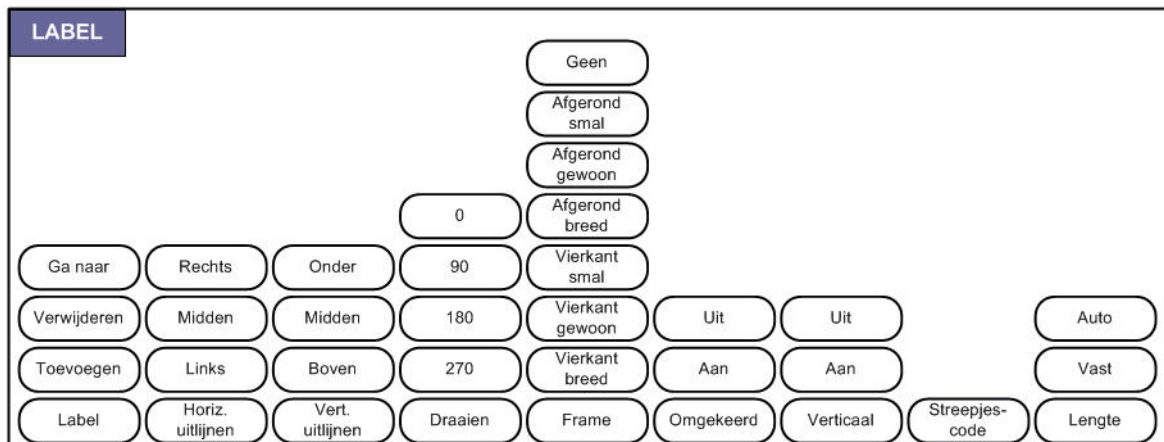 LABEL
Geen
Afgerond
smal
Afgerond
gewoon
0
Afgerond
breed
Ga naar
Rechts
Onder
90
Vierkant
smal
Verwijderen
Midden
Midden
180
Vierkant
gewoon
Uit
Uit
Auto
Toevoegen
Links
Boven
270
Vierkant
breed
Aan
Aan
Vast
Label
Horiz.
uitlijnen
Vert.
uitlijnen
Draaien
Frame
Omgekeerd
Verticaal
Streepjes-
code
Lengte